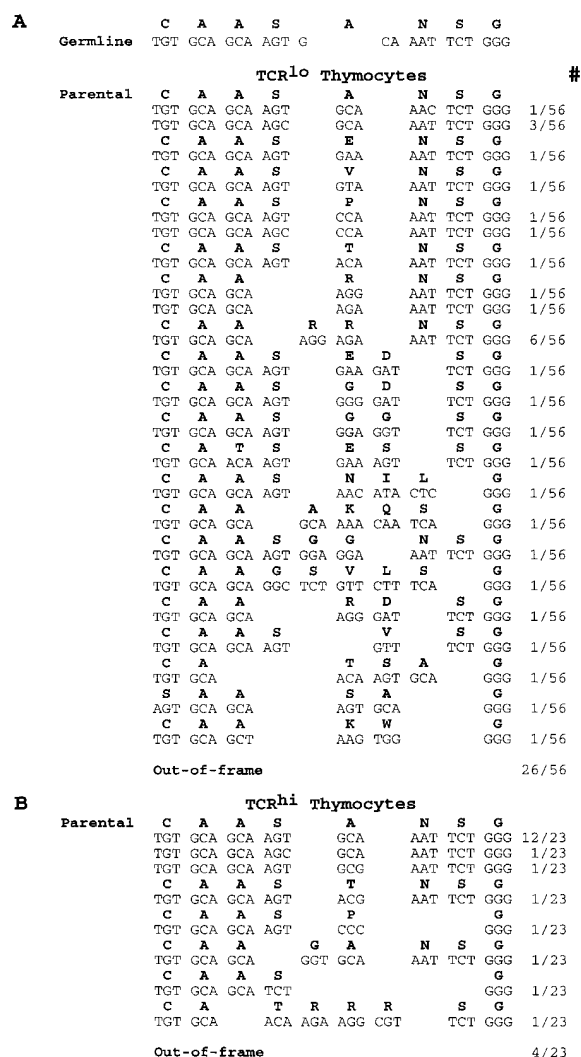 A C A A S A N S G
Germline TGT GCA GCA AGT G CA AAT TCT GGG
TCRlo Thymocytes #
Parental C A A S A N S G
TGT GCA GCA AGT GCA AAC TCT GGG 1/56
TGT GCA GCA AGC GCA AAT TCT GGG 3/56
C A A S E N S G
TGT GCA GCA AGT GAA AAT TCT GGG 1/56
C A A S V N S G
TGT GCA GCA AGT GTA AAT TCT GGG 1/56
C A A S P N S G
TGT GCA GCA AGT CCA AAT TCT GGG 1/56
TGT GCA GCA AGC CCA AAT TCT GGG 1/56
C A A S T N S G
TGT GCA GCA AGT ACA AAT TCT GGG 1/56
C A A R N S G
TGT GCA GCA AGG AAT TCT GGG 1/56
TGT GCA GCA AGA AAT TCT GGG 1/56
C A A R R N S G
TGT GCA GCA AGG AGA AAT TCT GGG 6/56
C A A S E D S G
TGT GCA GCA AGT GAA GAT TCT GGG 1/56
C A A S G D S G
TGT GCA GCA AGT GGG GAT TCT GGG 1/56
C A A S G G S G
TGT GCA GCA AGT GGA GGT TCT GGG 1/56
C A T S E S S G
TGT GCA ACA AGT GAA AGT TCT GGG 1/56
C A A S N I L G
TGT GCA GCA AGT AAC ATA CTC GGG 1/56
C A A A K Q S G
TGT GCA GCA GCA AAA CAA TCA GGG 1/56
C A A S G G N S G
TGT GCA GCA AGT GGA GGA AAT TCT GGG 1/56
C A A G S V L S G
TGT GCA GCA GGC TCT GTT CTT TCA GGG 1/56
C A A R D S G
TGT GCA GCA AGG GAT TCT GGG 1/56
C A A S V S G
TGT GCA GCA AGT GTT TCT GGG 1/56
C A T S A G
TGT GCA ACA AGT GCA GGG 1/56
S A A S A G
AGT GCA GCA AGT GCA GGG 1/56
C A A K W G
TGT GCA GCT AAG TGG GGG 1/56
Out-of-frame 26/56
B TCRhi Thymocytes
Parental C A A S A N S G
TGT GCA GCA AGT GCA AAT TCT GGG 12/23
TGT GCA GCA AGC GCA AAT TCT GGG 1/23
TGT GCA GCA AGT GCG AAT TCT GGG 1/23
C A A S T N S G
TGT GCA GCA AGT ACG AAT TCT GGG 1/23
C A A S P G
TGT GCA GCA AGT CCC GGG 1/23
C A A G A N S G
TGT GCA GCA GGT GCA AAT TCT GGG 1/23
C A A S G
TGT GCA GCA TCT GGG 1/23
C A T R R R S G
TGT GCA ACA AGA AGG CGT TCT GGG 1/23
Out-of-frame 4/23